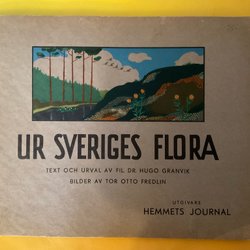 UR SVERIGES FLORA
TEXT OCH URVAL AV FIL DR HUGO GRANVIK
BILDER AV TOR OTTO FREDLIN
UTGIVARE
HEMMETS JOURNAL